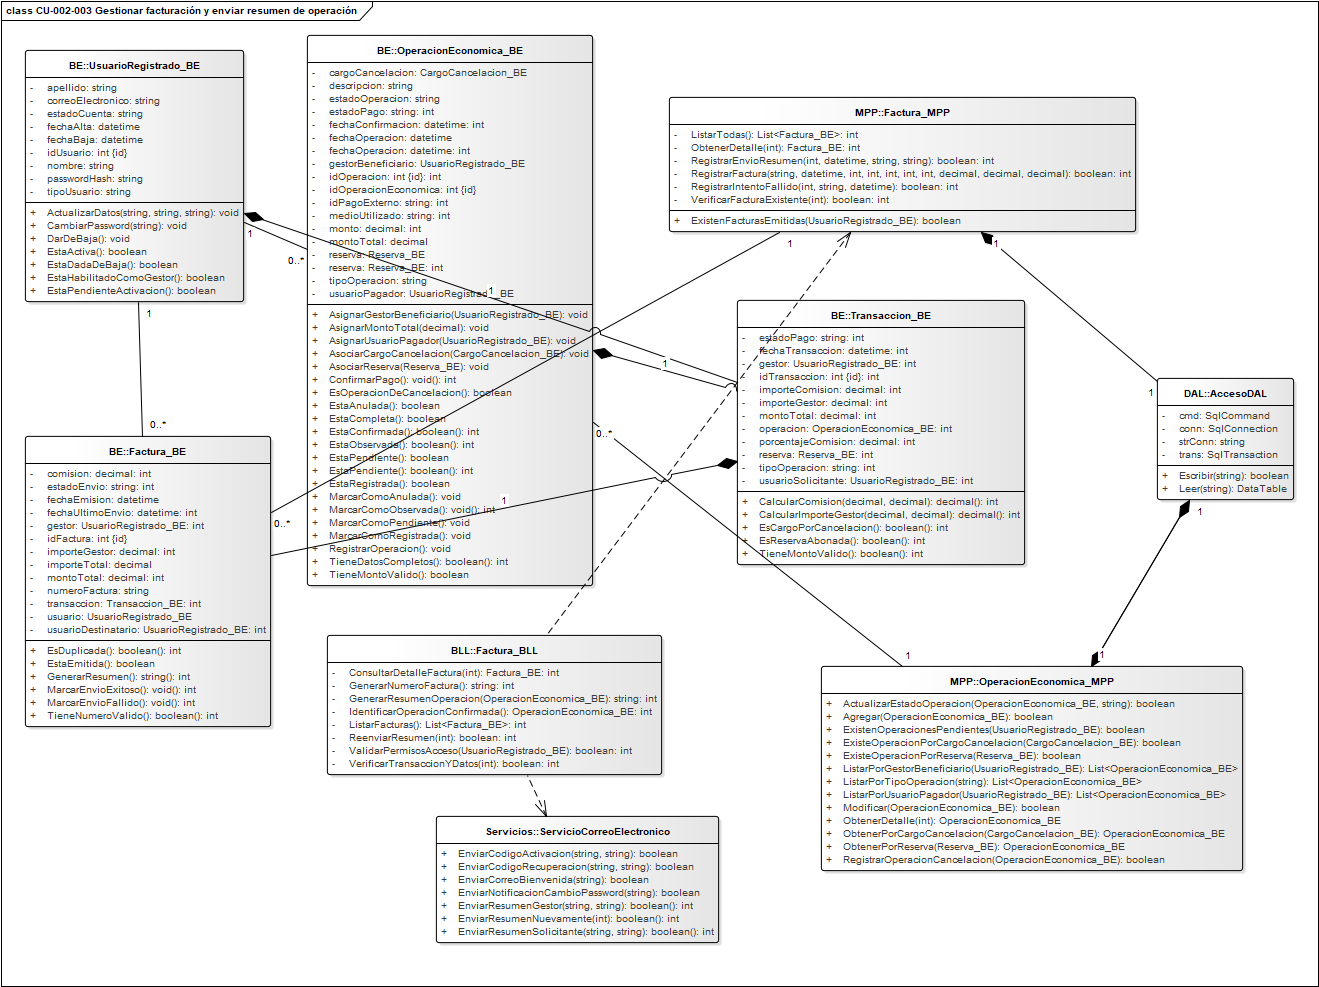 class CU-002-003 Gestionar facturación y enviar resumen de operación
BE::UsuarioRegistrado_BE
- apellido: string
- correoElectronico: string
- estadoCuenta: string
- fechaAlta: datetime
- fechaBaja: datetime
- idUsuario: int {id}
- nombre: string
- passwordHash: string
- tipoUsuario: string
+ ActualizarDatos(string, string, string): void
+ CambiarPassword(string): void
+ DarDeBaja(): void
+ EstaActiva(): boolean
+ EstaDadaDeBaja(): boolean
+ EstaHabilitadoComoGestor(): boolean
+ EstaPendienteActivacion(): boolean
BE::OperacionEconomica_BE
- cargoCancelacion: CargoCancelacion_BE
- descripcion: string
- estadoOperacion: string
- estadoPago: string: int
- fechaConfirmacion: datetime: int
- fechaOperacion: datetime
- fechaOperacion: datetime: int
- gestorBeneficiario: UsuarioRegistrado_BE
- idOperacion: int {id}: int
- idOperacionEconomica: int {id}
- idPagoExterno: string: int
- medioUtilizado: string: int
- monto: decimal: int
- montoTotal: decimal
- reserva: Reserva_BE
- reserva: Reserva_BE: int
- tipoOperacion: string
- usuarioPagador: UsuarioRegistrado_BE
+ AsignarGestorBeneficiario(UsuarioRegistrado_BE): void
+ AsignarMontoTotal(decimal): void
+ AsignarUsuarioPagador(UsuarioRegistrado_BE): void
+ AsociarCargoCancelacion(CargoCancelacion_BE): void
+ AsociarReserva(Reserva_BE): void
+ ConfirmarPago(): void(): int
+ EsOperacionDeCancelacion(): boolean
+ EstaAnulada(): boolean
+ EstaCompleta(): boolean
+ EstaConfirmada(): boolean(): int
+ EstaObservada(): boolean(): int
+ EstaPendiente(): boolean
+ EstaPendiente(): boolean(): int
+ EstaRegistrada(): boolean
+ MarcarComoAnulada(): void
+ MarcarComoObservada(): void(): int
+ MarcarComoPendiente(): void
+ MarcarComoRegistrada(): void
+ RegistrarOperacion(): void
+ TieneDatosCompletos(): boolean(): int
+ TieneMontoValido(): boolean
MPP::Factura_MPP
- ListarTodas(): List<Factura_BE>: int
- ObtenerDetalle(int): Factura_BE: int
- RegistrarEnvioResumen(int, datetime, string, string): boolean: int
- RegistrarFactura(string, datetime, int, int, int, int, int, decimal, decimal, decimal): boolean: int
- RegistrarIntentoFallido(int, string, datetime): boolean: int
- VerificarFacturaExistente(int): boolean: int
+ ExistenFacturasEmitidas(UsuarioRegistrado_BE): boolean
BE::Transaccion_BE
- estadoPago: string: int
- fechaTransaccion: datetime: int
- gestor: UsuarioRegistrado_BE: int
- idTransaccion: int {id}: int
- importeComision: decimal: int
- importeGestor: decimal: int
- montoTotal: decimal: int
- operacion: OperacionEconomica_BE: int
- porcentajeComision: decimal: int
- reserva: Reserva_BE: int
- tipoOperacion: string: int
- usuarioSolicitante: UsuarioRegistrado_BE: int
+ CalcularComision(decimal, decimal): decimal(): int
+ CalcularImporteGestor(decimal, decimal): decimal(): int
+ EsCargoPorCancelacion(): boolean(): int
+ EsReservaAbonada(): boolean(): int
+ TieneMontoValido(): boolean(): int
DAL::AccesoDAL
- cmd: SqlCommand
- conn: SqlConnection
- strConn: string
- trans: SqlTransaction
+ Escribir(string): boolean
+ Leer(string): DataTable
BE::Factura_BE
- comision: decimal: int
- estadoEnvio: string: int
- fechaEmision: datetime
- fechaUltimoEnvio: datetime: int
- gestor: UsuarioRegistrado_BE: int
- idFactura: int {id}
- importeGestor: decimal: int
- importeTotal: decimal
- montoTotal: decimal: int
- numeroFactura: string
- transaccion: Transaccion_BE: int
- usuario: UsuarioRegistrado_BE
- usuarioDestinatario: UsuarioRegistrado_BE: int
+ EsDuplicada(): boolean(): int
+ EstaEmitida(): boolean
+ GenerarResumen(): string(): int
+ MarcarEnvioExitoso(): void(): int
+ MarcarEnvioFallido(): void(): int
+ TieneNumeroValido(): boolean(): int
BLL::Factura_BLL
- ConsultarDetalleFactura(int): Factura_BE: int
- GenerarNumeroFactura(): string: int
- GenerarResumenOperacion(OperacionEconomica_BE): string: int
- IdentificarOperacionConfirmada(): OperacionEconomica_BE: int
- ListarFacturas(): List<Factura_BE>: int
- ReenviarResumen(int): boolean: int
- ValidarPermisosAcceso(UsuarioRegistrado_BE): boolean: int
- VerificarTransaccionYDatos(int): boolean: int
MPP::OperacionEconomica_MPP
+ ActualizarEstadoOperacion(OperacionEconomica_BE, string): boolean
+ Agregar(OperacionEconomica_BE): boolean
+ ExistenOperacionesPendientes(UsuarioRegistrado_BE): boolean
+ ExisteOperacionPorCargoCancelacion(CargoCancelacion_BE): boolean
+ ExisteOperacionPorReserva(Reserva_BE): boolean
+ ListarPorGestorBeneficiario(UsuarioRegistrado_BE): List<OperacionEconomica_BE>
+ ListarPorTipoOperacion(string): List<OperacionEconomica_BE>
+ ListarPorUsuarioPagador(UsuarioRegistrado_BE): List<OperacionEconomica_BE>
+ Modificar(OperacionEconomica_BE): boolean
+ ObtenerDetalle(int): OperacionEconomica_BE
+ ObtenerPorCargoCancelacion(CargoCancelacion_BE): OperacionEconomica_BE
+ ObtenerPorReserva(Reserva_BE): OperacionEconomica_BE
+ RegistrarOperacionCancelacion(OperacionEconomica_BE): boolean
Servicios::ServicioCorreoElectronico
+ EnviarCodigoActivacion(string, string): boolean
+ EnviarCodigoRecuperacion(string, string): boolean
+ EnviarCorreoBienvenida(string): boolean
+ EnviarNotificacionCambioPassword(string): boolean
+ EnviarResumenGestor(string, string): boolean(): int
+ EnviarResumenNuevamente(int): boolean(): int
+ EnviarResumenSolicitante(string, string): boolean(): int
1
0..*
1
1
0..*
1
0..*
1
1
1
1
0..*
1
1
1